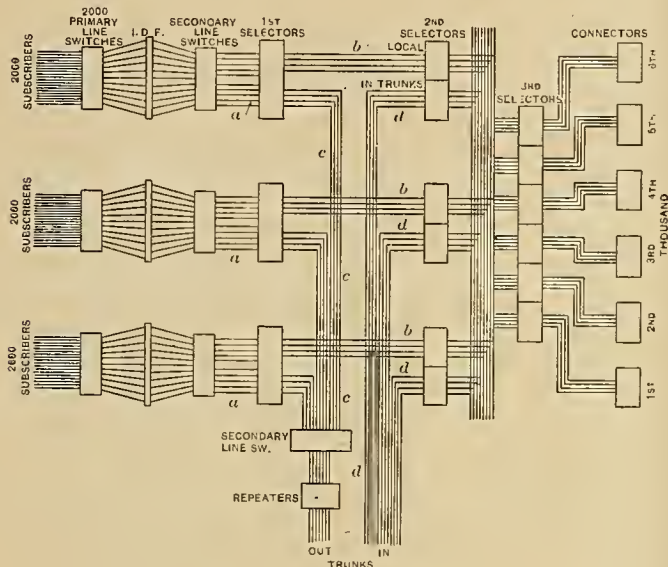 2000
PRIMARY
LINE
SWITCHES
I. D. F.
SECONDARY
LINE
SWITCHES
1ST
SELECTORS
2ND
SELECTORS
LOCAL
CONNECTORS
2000
SUBSCRIBERS
b
IN TRUNKS
a
d
c
3RD
SELECTORS
6TH
5TH
2000
SUBSCRIBERS
b
4TH
THOUSAND
a
d
3RD
c
2000
SUBSCRIBERS
b
2ND
a
d
c
1ST
SECONDARY
LINE SW.
d
REPEATERS
OUT IN
TRUNKS